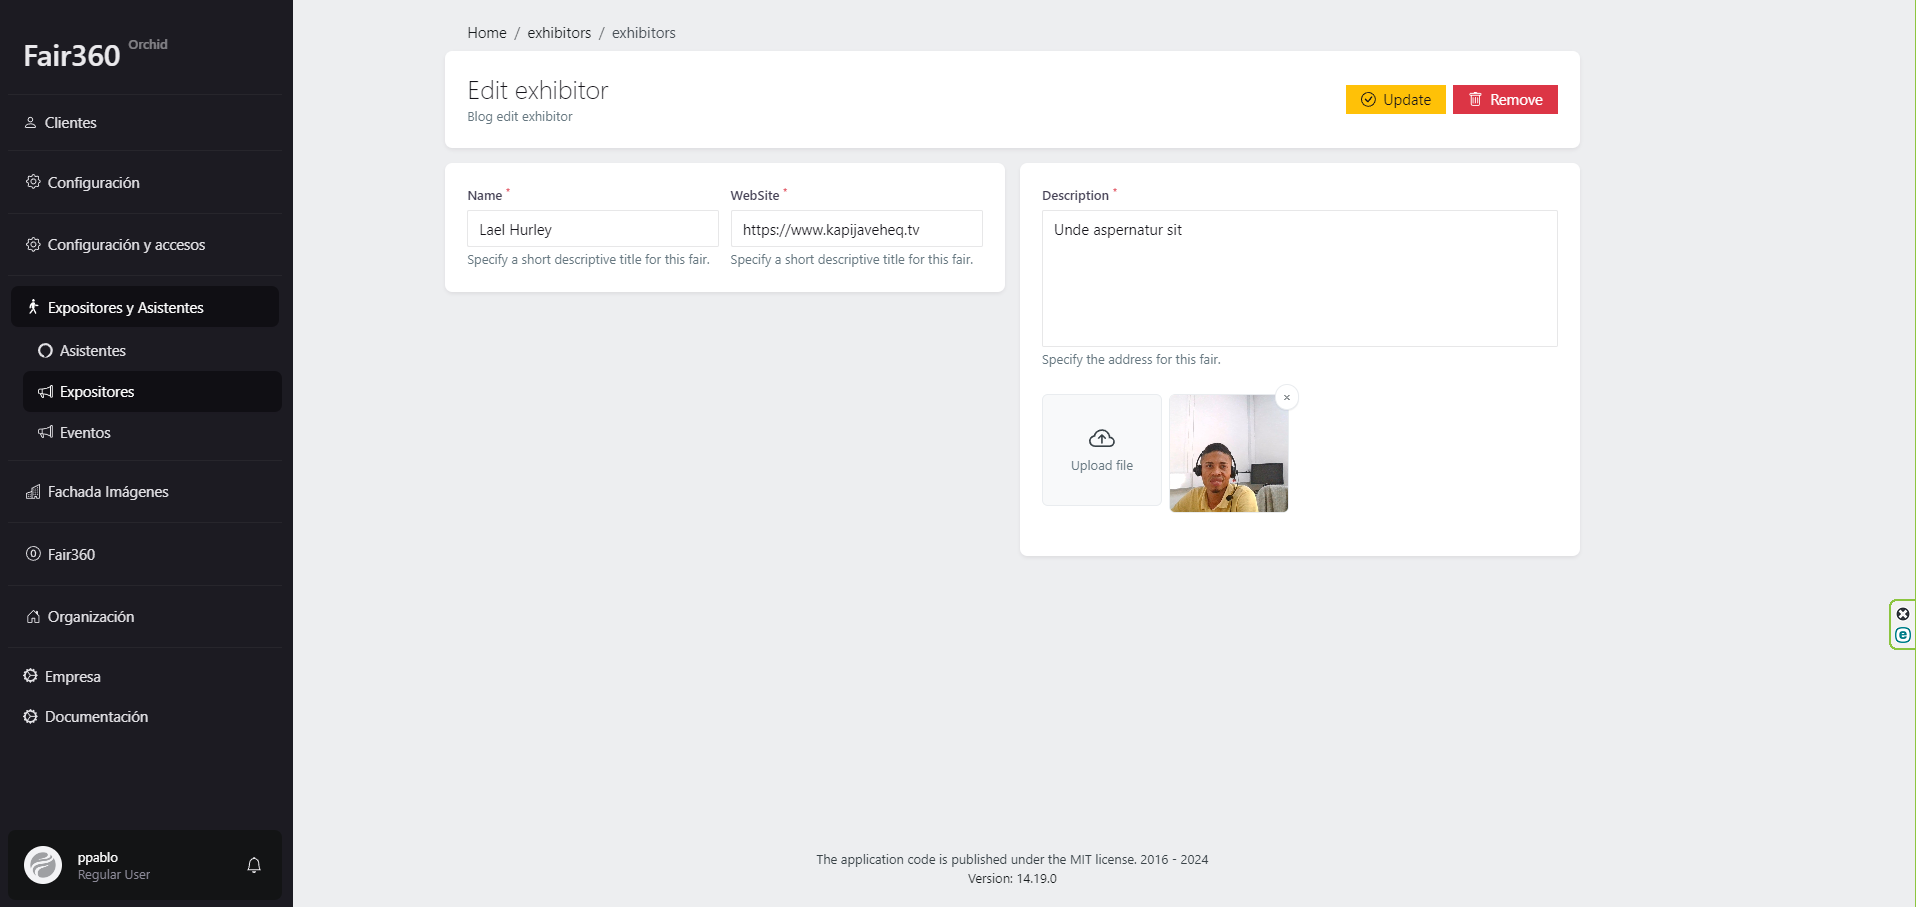 Fair360 Orchid
Clientes
Configuración
Configuración y accesos
Expositores y Asistentes
Asistentes
Expositores
Eventos
Fachada Imágenes
Fair360
Organización
Empresa
Documentación
ppablo
Regular User
Home / exhibitors / exhibitors
Edit exhibitor
Blog edit exhibitor
Update Remove
Name * WebSite *
Lael Hurley https://www.kapijaveheq.tv
Specify a short descriptive title for this fair. Specify a short descriptive title for this fair.
Description *
Unde aspernatur sit
Specify the address for this fair.
Upload file
The application code is published under the MIT license. 2016 - 2024
Version: 14.19.0